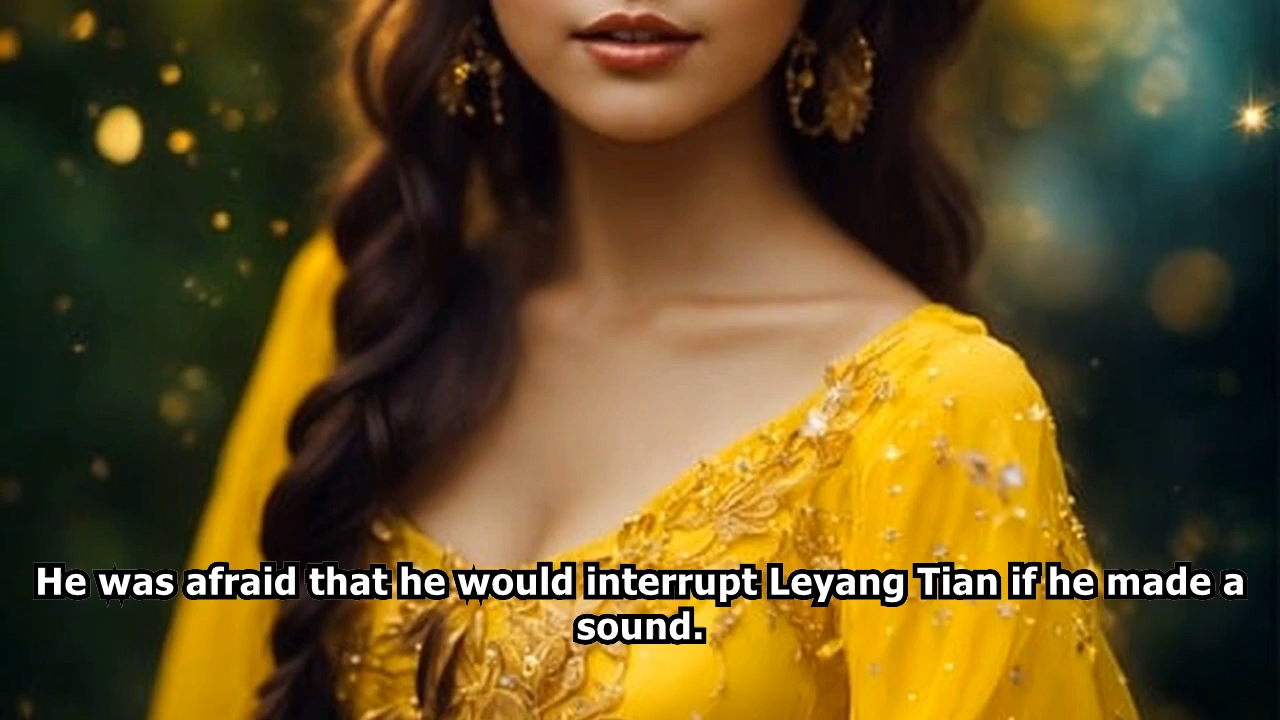 He was afraid that he would interrupt Leyang Tian if he made a
sound.